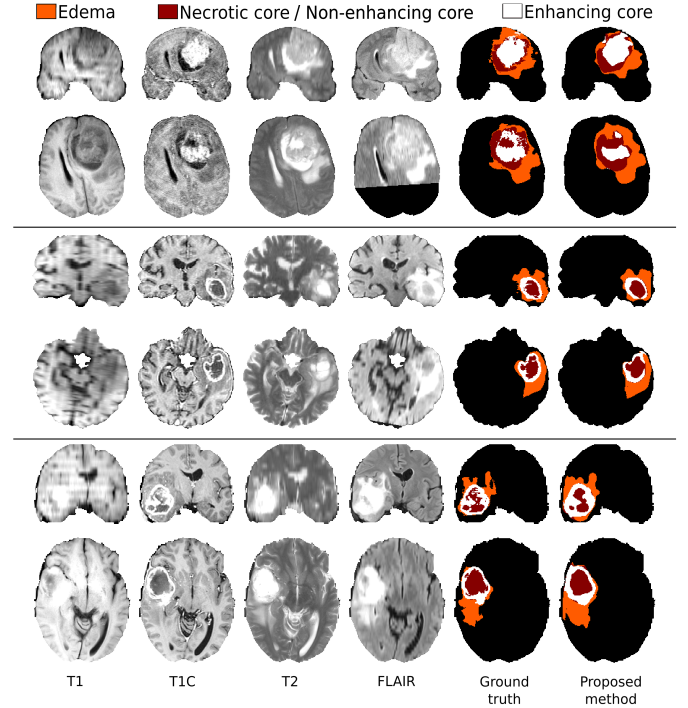 Edema Necrotic core / Non-enhancing core Enhancing core
T1 T1C T2 FLAIR Ground truth Proposed method